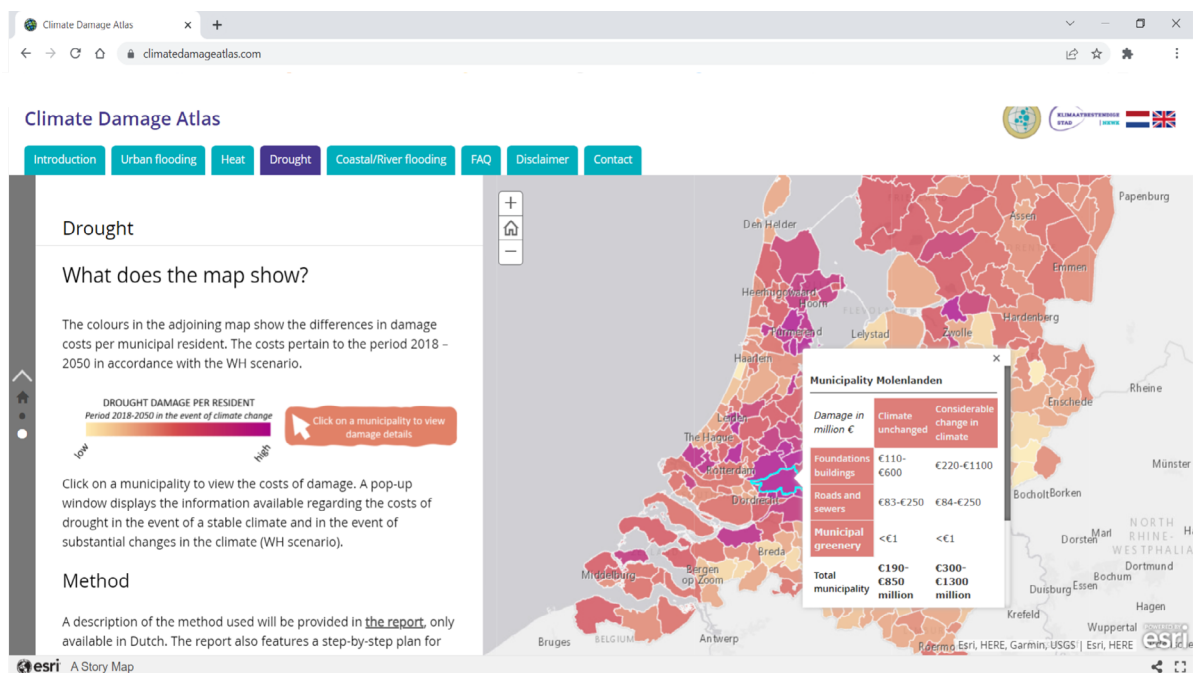 Climate Damage Atlas
climatedamageatlas.com
Climate Damage Atlas
KLIMAATBESTENDIGE
STAD
Introduction
Urban flooding
Heat
Drought
Coastal/River flooding
FAQ
Disclaimer
Contact
Drought
What does the map show?
The colours in the adjoining map show the differences in damage
costs per municipal resident. The costs pertain to the period 2018 –
2050 in accordance with the WH scenario.
DROUGHT DAMAGE PER RESIDENT
Period 2018-2050 in the event of climate change
low
high
Click on a municipality to view
damage details
Click on a municipality to view the costs of damage. A pop-up
window displays the information available regarding the costs of
drought in the event of a stable climate and in the event of
substantial changes in the climate (WH scenario).
Method
A description of the method used will be provided in the report, only
available in Dutch. The report also features a step-by-step plan for
esri A Story Map
Papenburg
Den Helder
Assen
Emmen
Heerhugowaard
Hoorn
Purmerend
Lelystad
Hardenberg
Zwolle
Haarlem
Rheine
Enschede
Leiden
The Hague
Rotterdam
Dordrecht
Münster
Bocholt
Borken
Breda
Middelburg
Bergen
op Zoom
Dorsten
Marl
NORTH
RHINE-
WESTPHALIA
Ha
Dortmund
Bochum
Essen
Duisburg
Hagen
Krefeld
Wuppertal
Bruges
BELGIUM
Antwerp
Roermo
Municipality Molenlanden
Damage in
million €
Climate
unchanged
Considerable
change in
climate
Foundations
buildings
€110-
€600
€220-€1100
Roads and
sewers
€83-€250
€84-€250
Municipal
greenery
<€1
<€1
Total
municipality
€190-
€850
million
€300-
€1300
million
Esri, HERE, Garmin, USGS | Esri, HERE
POWERED BY
esri